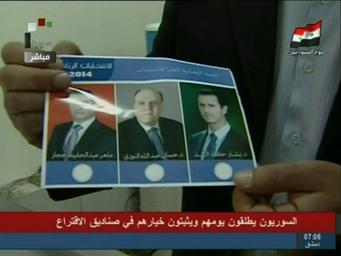 سورية
مباشر
الانتخابات الرئاسية
2014
اللجنة القضائية العليا للانتخابات
ماهر عبد الحفيظ حجار
د. حسان عبد الله النوري
د. بشار حافظ الأسد
السوريون يطلقون يومهم ويثبتون خيارهم في صناديق الاقتراع
07:06
دمشق